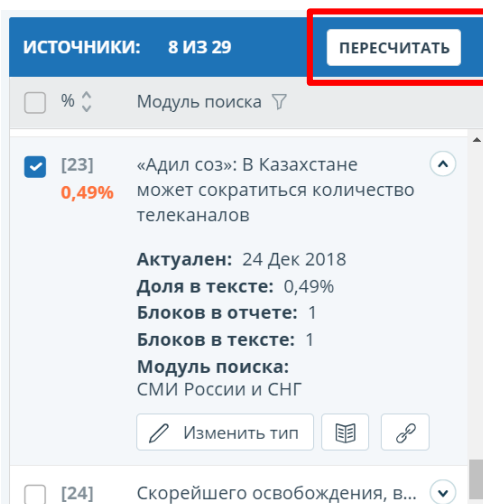 ИСТОЧНИКИ: 8 ИЗ 29 ПЕРЕСЧИТАТЬ
% Модуль поиска
[23] «Адил соз»: В Казахстане
0,49% может сократиться количество
телеканалов
Актуален: 24 Дек 2018
Доля в тексте: 0,49%
Блоков в отчете: 1
Блоков в тексте: 1
Модуль поиска:
СМИ России и СНГ
Изменить тип
[24] Скорейшего освобождения, в...